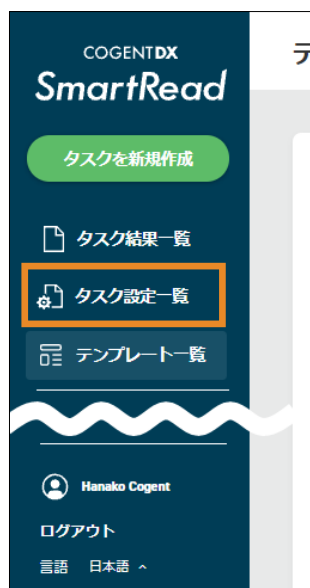 COGENTDX
SmartRead
タスクを新規作成
タスク結果一覧
タスク設定一覧
テンプレート一覧
Hanako Cogent
ログアウト
言語 日本語